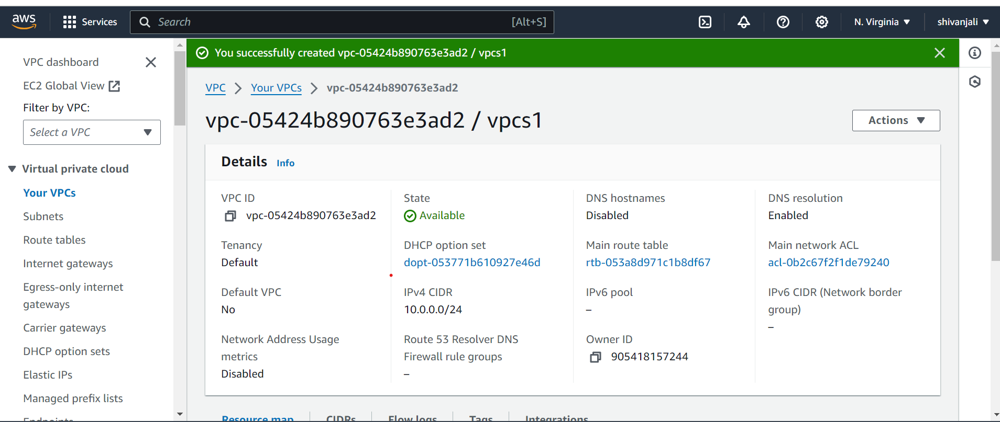 aws
Services
Search
[Alt+S]
N. Virginia
shivanjali
VPC dashboard
EC2 Global View
Filter by VPC:
Select a VPC
Virtual private cloud
Your VPCs
Subnets
Route tables
Internet gateways
Egress-only internet
gateways
Carrier gateways
DHCP option sets
Elastic IPs
Managed prefix lists
Endpoints
You successfully created vpc-05424b890763e3ad2 / vpcs1
VPC
Your VPCs
vpc-05424b890763e3ad2
vpc-05424b890763e3ad2 / vpcs1
Actions
Details
Info
VPC ID
vpc-05424b890763e3ad2
State
Available
DNS hostnames
Disabled
DNS resolution
Enabled
Tenancy
Default
DHCP option set
dopt-053771b610927e46d
Main route table
rtb-053a8d971c1b8df67
Main network ACL
acl-0b2c67f2f1de79240
Default VPC
No
IPv4 CIDR
10.0.0.0/24
IPv6 pool
–
IPv6 CIDR (Network border
group)
–
Network Address Usage
metrics
Disabled
Route 53 Resolver DNS
Firewall rule groups
–
Owner ID
905418157244
Resource map
CIDRs
Flow logs
Tags
Integrations